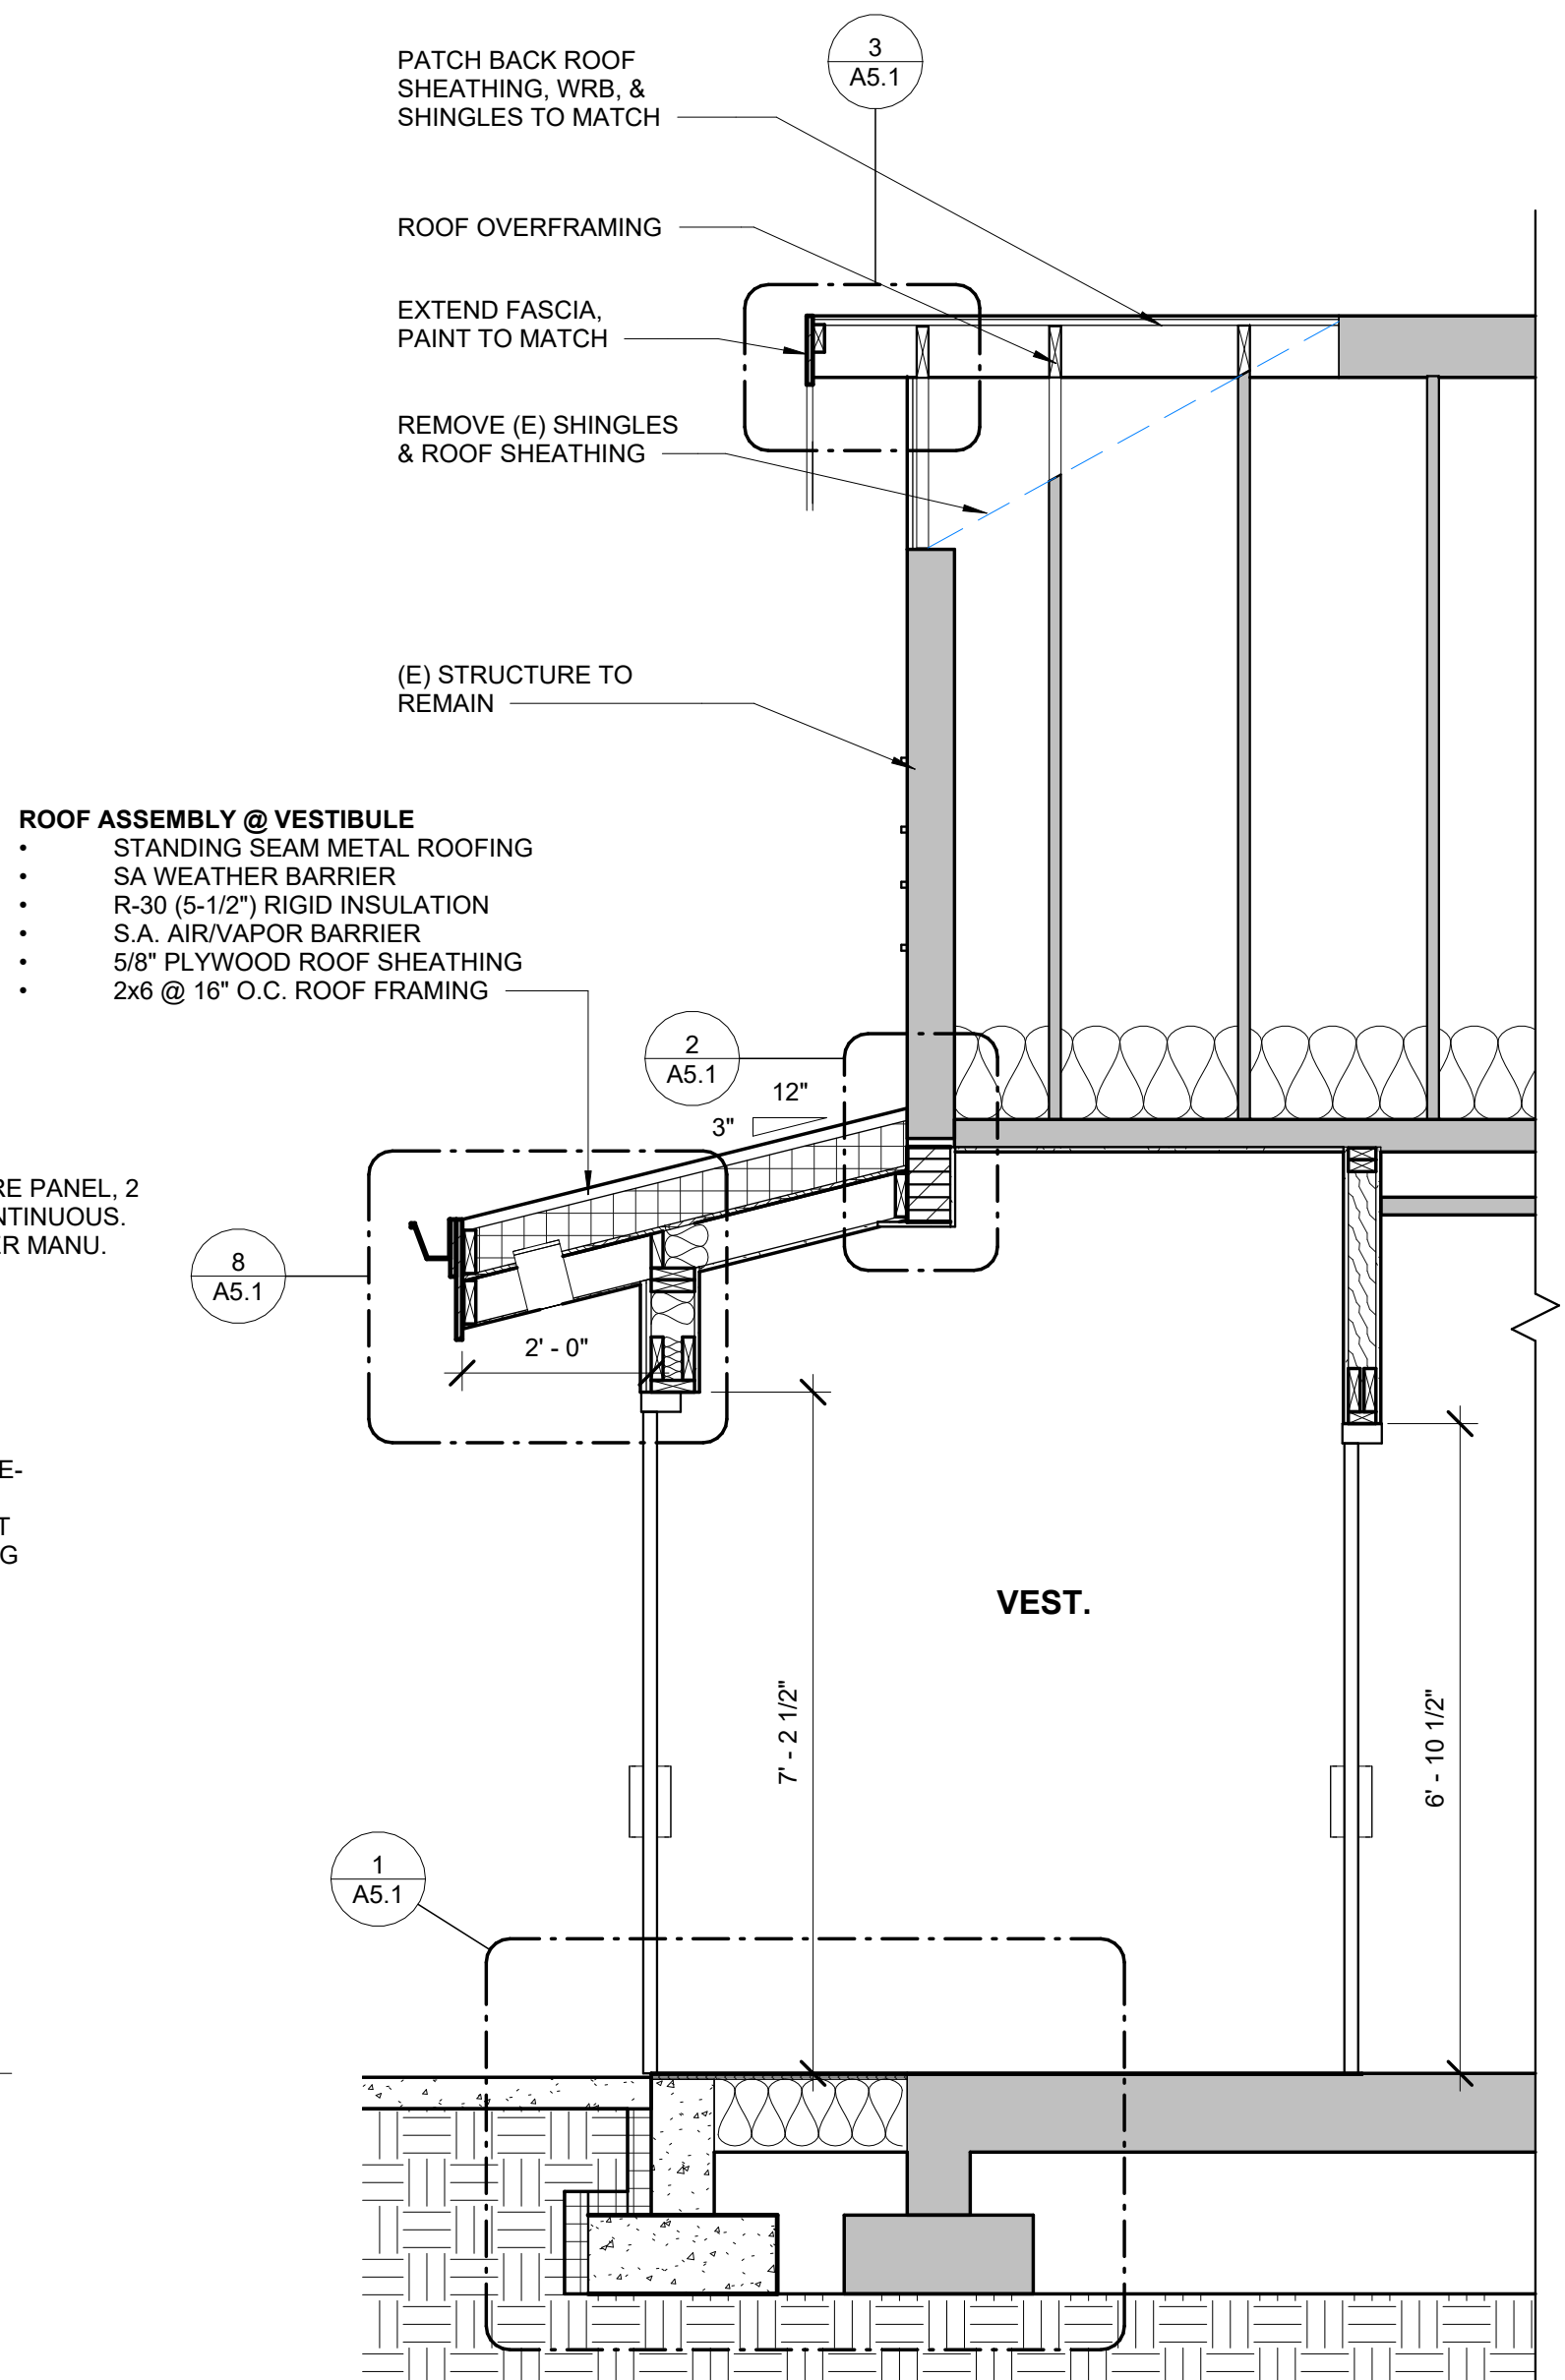 PATCH BACK ROOF
SHEATHING, WRB, &
SHINGLES TO MATCH
3
A5.1
ROOF OVERFRAMING
EXTEND FASCIA,
PAINT TO MATCH
REMOVE (E) SHINGLES
& ROOF SHEATHING
(E) STRUCTURE TO
REMAIN
ROOF ASSEMBLY @ VESTIBULE
• STANDING SEAM METAL ROOFING
• SA WEATHER BARRIER
• R-30 (5-1/2") RIGID INSULATION
• S.A. AIR/VAPOR BARRIER
• 5/8" PLYWOOD ROOF SHEATHING
• 2x6 @ 16" O.C. ROOF FRAMING
2
A5.1
12"
3"
RE PANEL, 2
NTINUOUS.
ER MANU.
8
A5.1
2' - 0"
E-
T
G
VEST.
7' - 2 1/2"
6' - 10 1/2"
1
A5.1